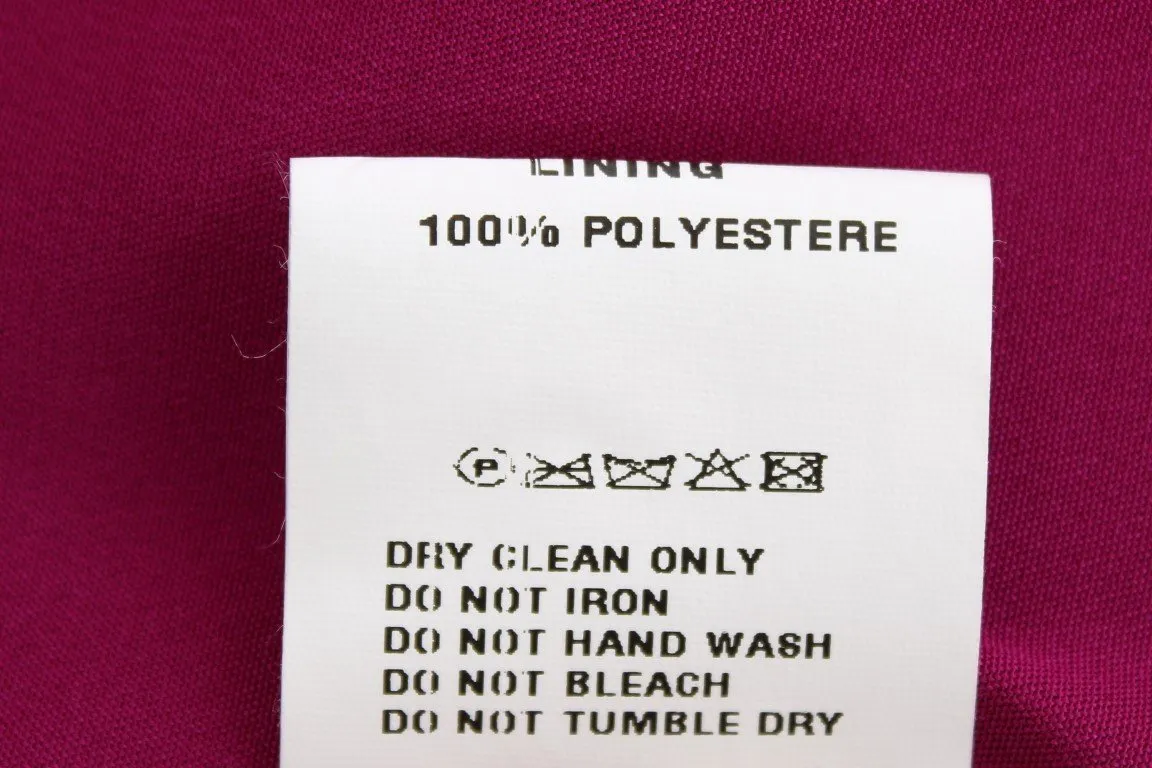 LINING
100% POLYESTERE
P
DRY CLEAN ONLY
DO NOT IRON
DO NOT HAND WASH
DO NOT BLEACH
DO NOT TUMBLE DRY